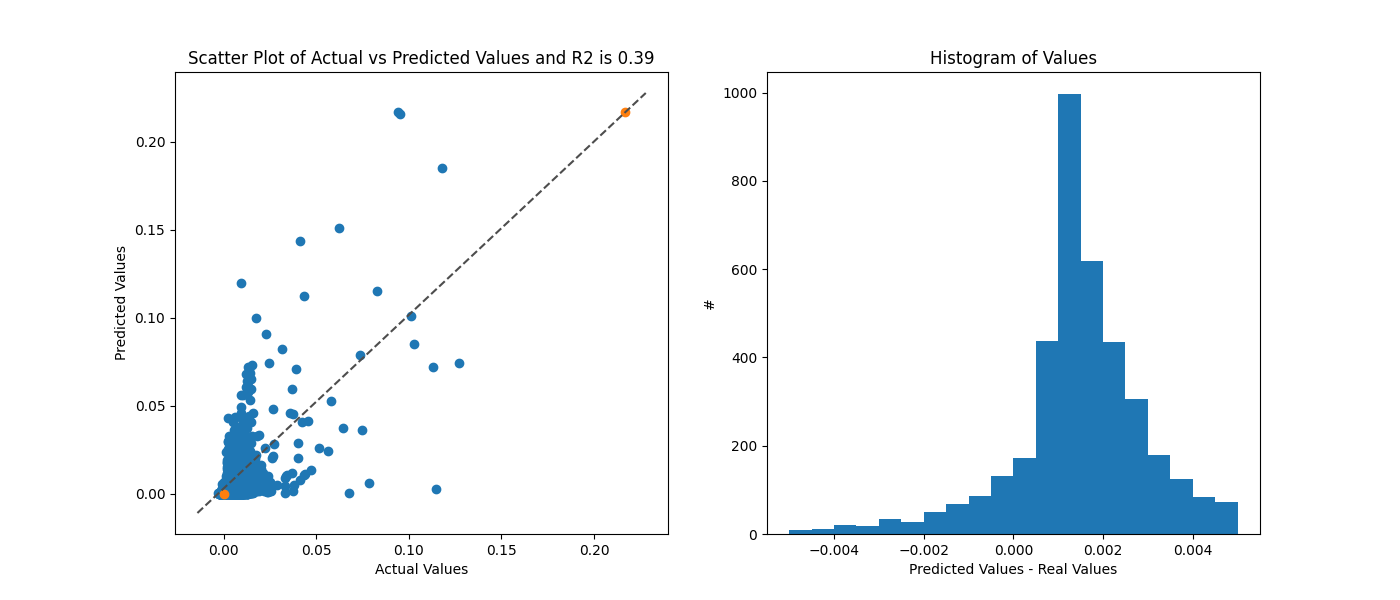 Scatter Plot of Actual vs Predicted Values and R2 is 0.39
Predicted Values
0.20
0.15
0.10
0.05
0.00
0.00 0.05 0.10 0.15 0.20
Actual Values
Histogram of Values
#
1000
800
600
400
200
0
−0.004 −0.002 0.000 0.002 0.004
Predicted Values - Real Values